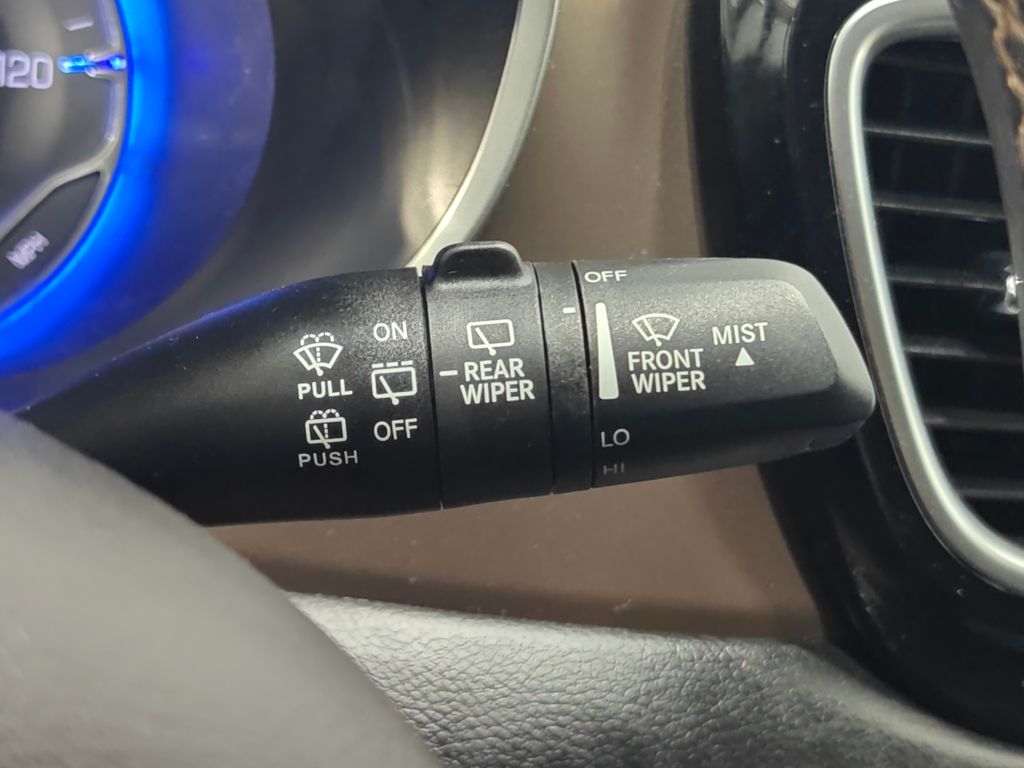 120
MPH
PULL
PUSH
ON
OFF
REAR
WIPER
OFF
FRONT
WIPER
LO
HI
MIST